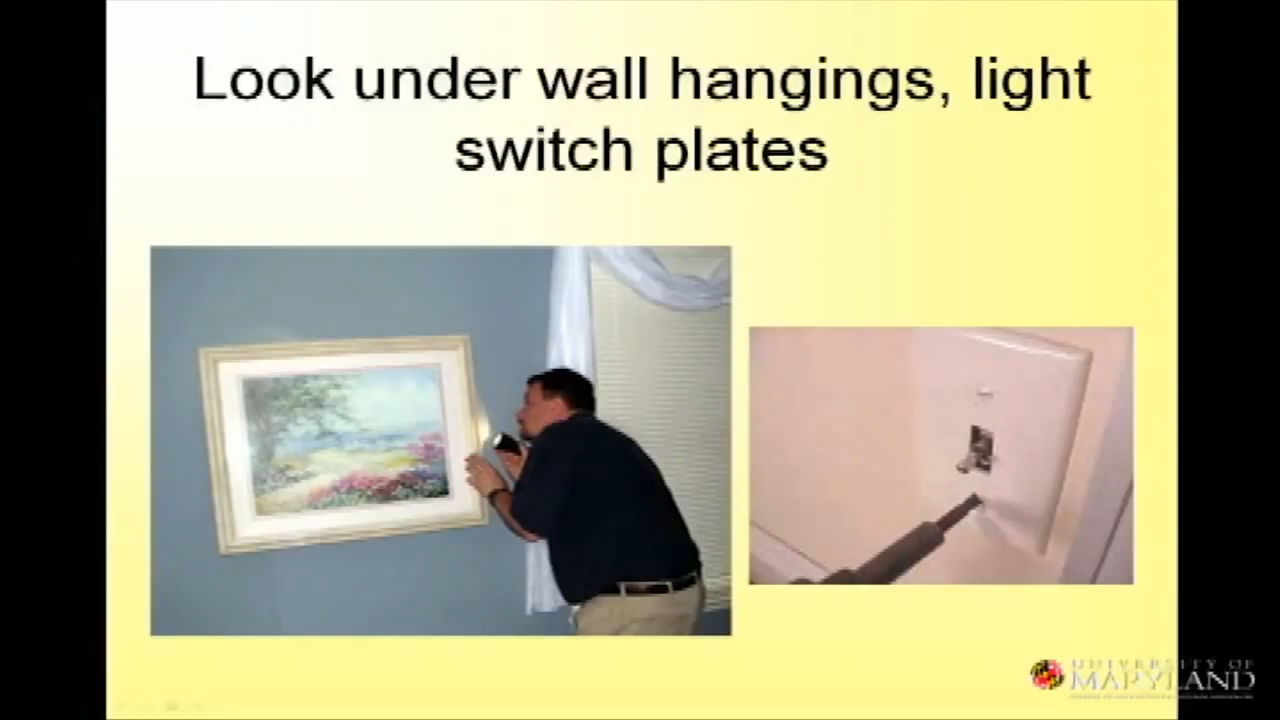 Look under wall hangings, light
switch plates
UNIVERSITY OF
MARYLAND